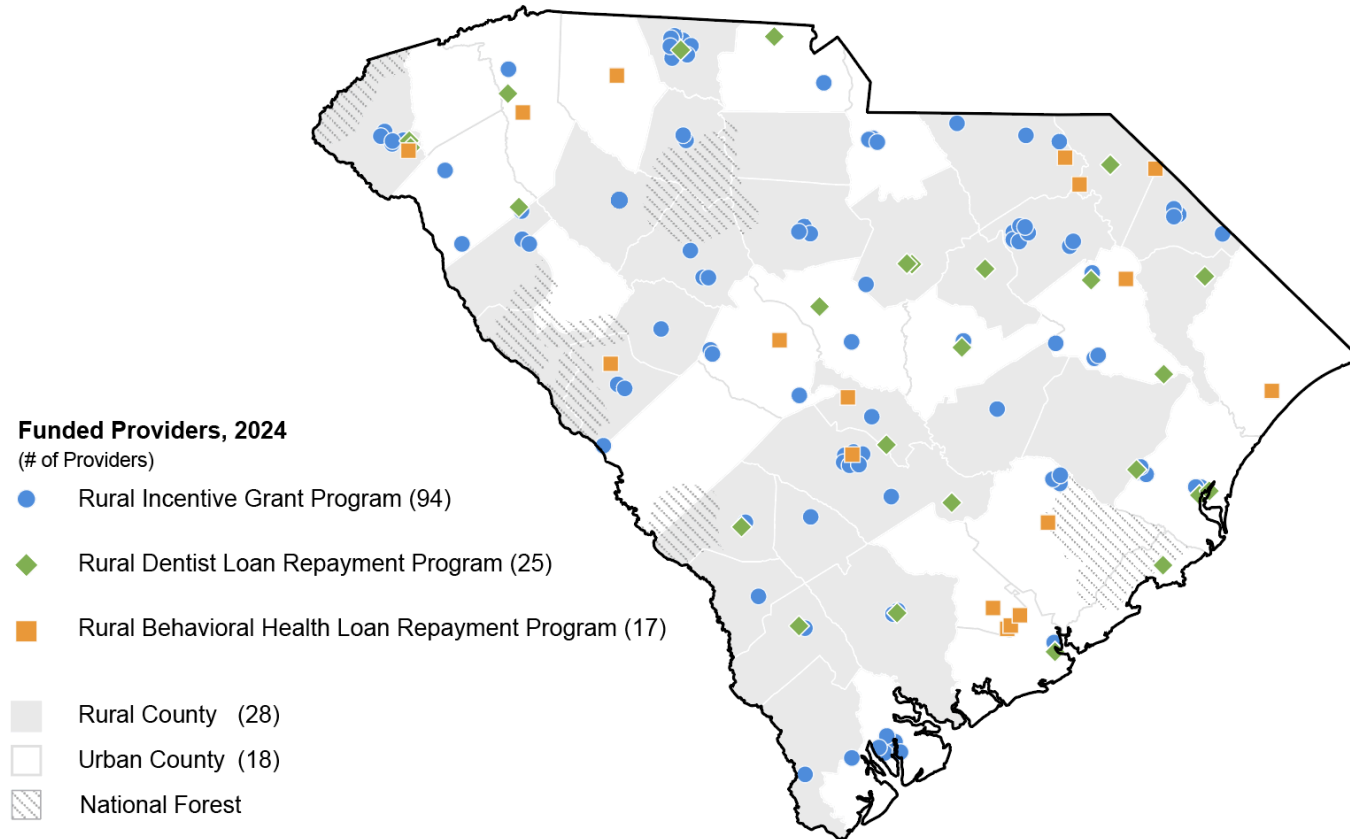 Funded Providers, 2024
(# of Providers)
Rural Incentive Grant Program (94)
Rural Dentist Loan Repayment Program (25)
Rural Behavioral Health Loan Repayment Program (17)
Rural County (28)
Urban County (18)
National Forest